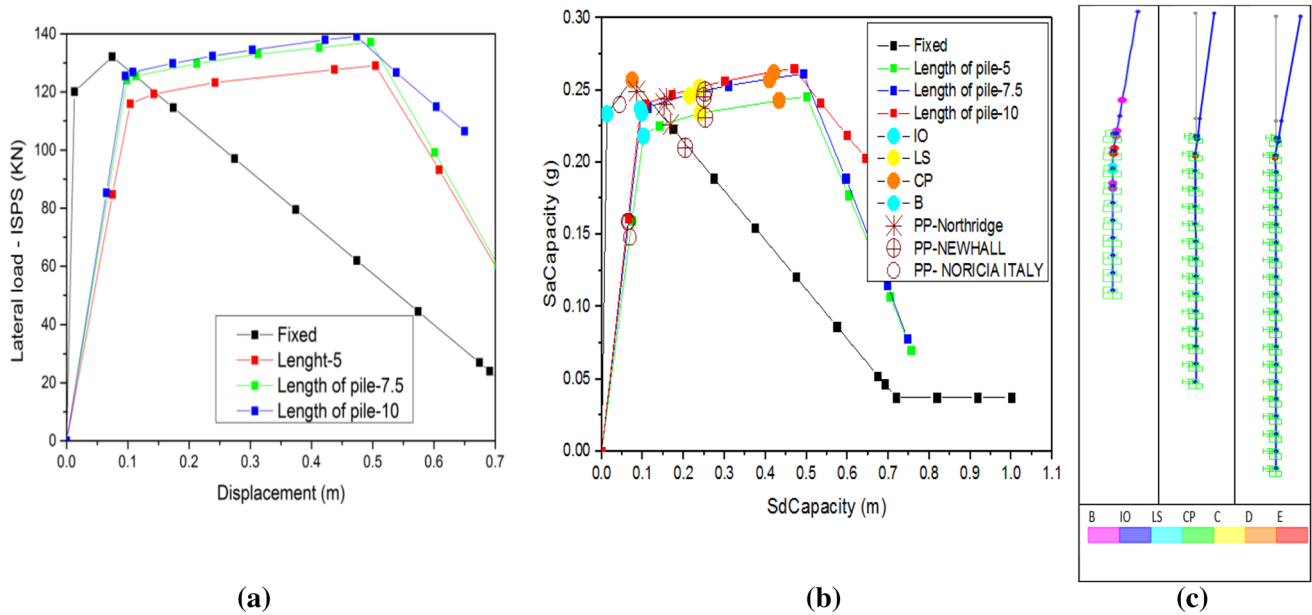 140
120
100
80
60
40
20
0
Lateral load - ISPS (KN)
Fixed
Lenght-5
Length of pile-7.5
Length of pile-10
0.0 0.1 0.2 0.3 0.4 0.5 0.6 0.7
Displacement (m)
(a)
0.30
0.25
0.20
0.15
0.10
0.05
0.00
SaCapacity (g)
Fixed
Length of pile-5
Length of pile-7.5
Length of pile-10
IO
LS
CP
B
PP-Northridge
PP-NEWHALL
PP- NORICIA ITALY
0.0 0.1 0.2 0.3 0.4 0.5 0.6 0.7 0.8 0.9 1.0 1.1
SdCapacity (m)
(b)
B IO LS CP C D E
(c)